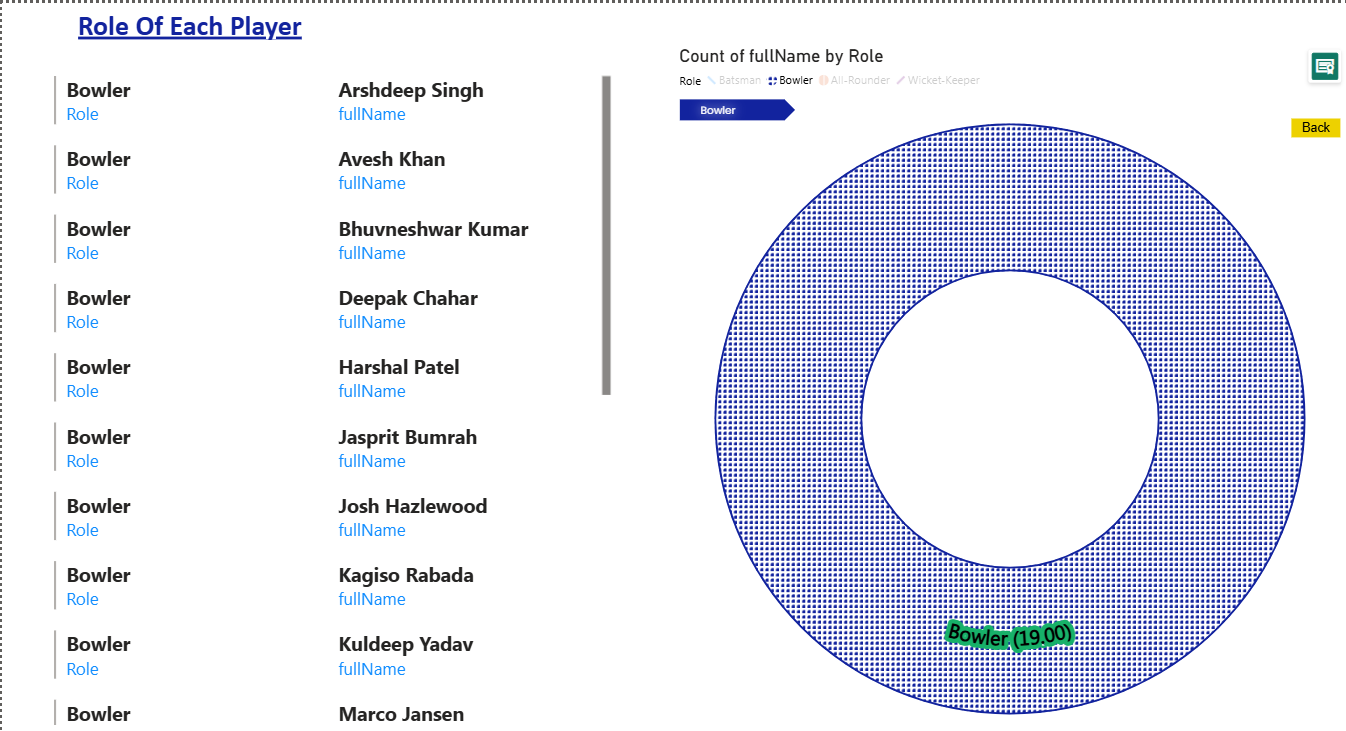 Role Of Each Player
Bowler Arshdeep Singh
Role fullName
Bowler Avesh Khan
Role fullName
Bowler Bhuvneshwar Kumar
Role fullName
Bowler Deepak Chahar
Role fullName
Bowler Harshal Patel
Role fullName
Bowler Jasprit Bumrah
Role fullName
Bowler Josh Hazlewood
Role fullName
Bowler Kagiso Rabada
Role fullName
Bowler Kuldeep Yadav
Role fullName
Bowler Marco Jansen
Count of fullName by Role
Role Batsman Bowler All-Rounder Wicket-Keeper
Bowler
Back
Bowler (19.00)